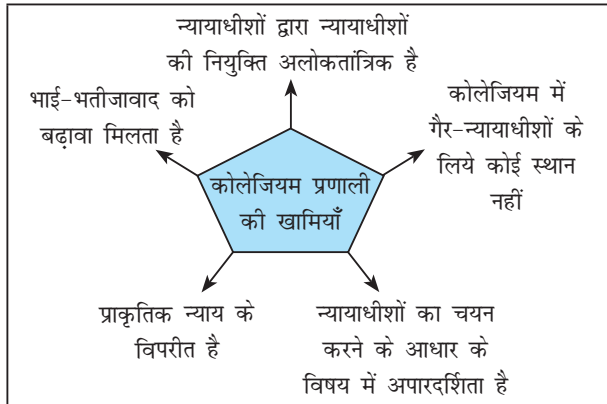 न्यायाधीशों द्वारा न्यायाधीशों
की नियुक्ति अलोकतांत्रिक है
भाई-भतीजावाद को
बढ़ावा मिलता है
कोलेजियम में
गैर-न्यायाधीशों के
लिये कोई स्थान
नहीं
कोलेजियम प्रणाली
की खामियाँ
प्राकृतिक न्याय के
विपरीत है
न्यायाधीशों का चयन
करने के आधार के
विषय में अपारदर्शिता है